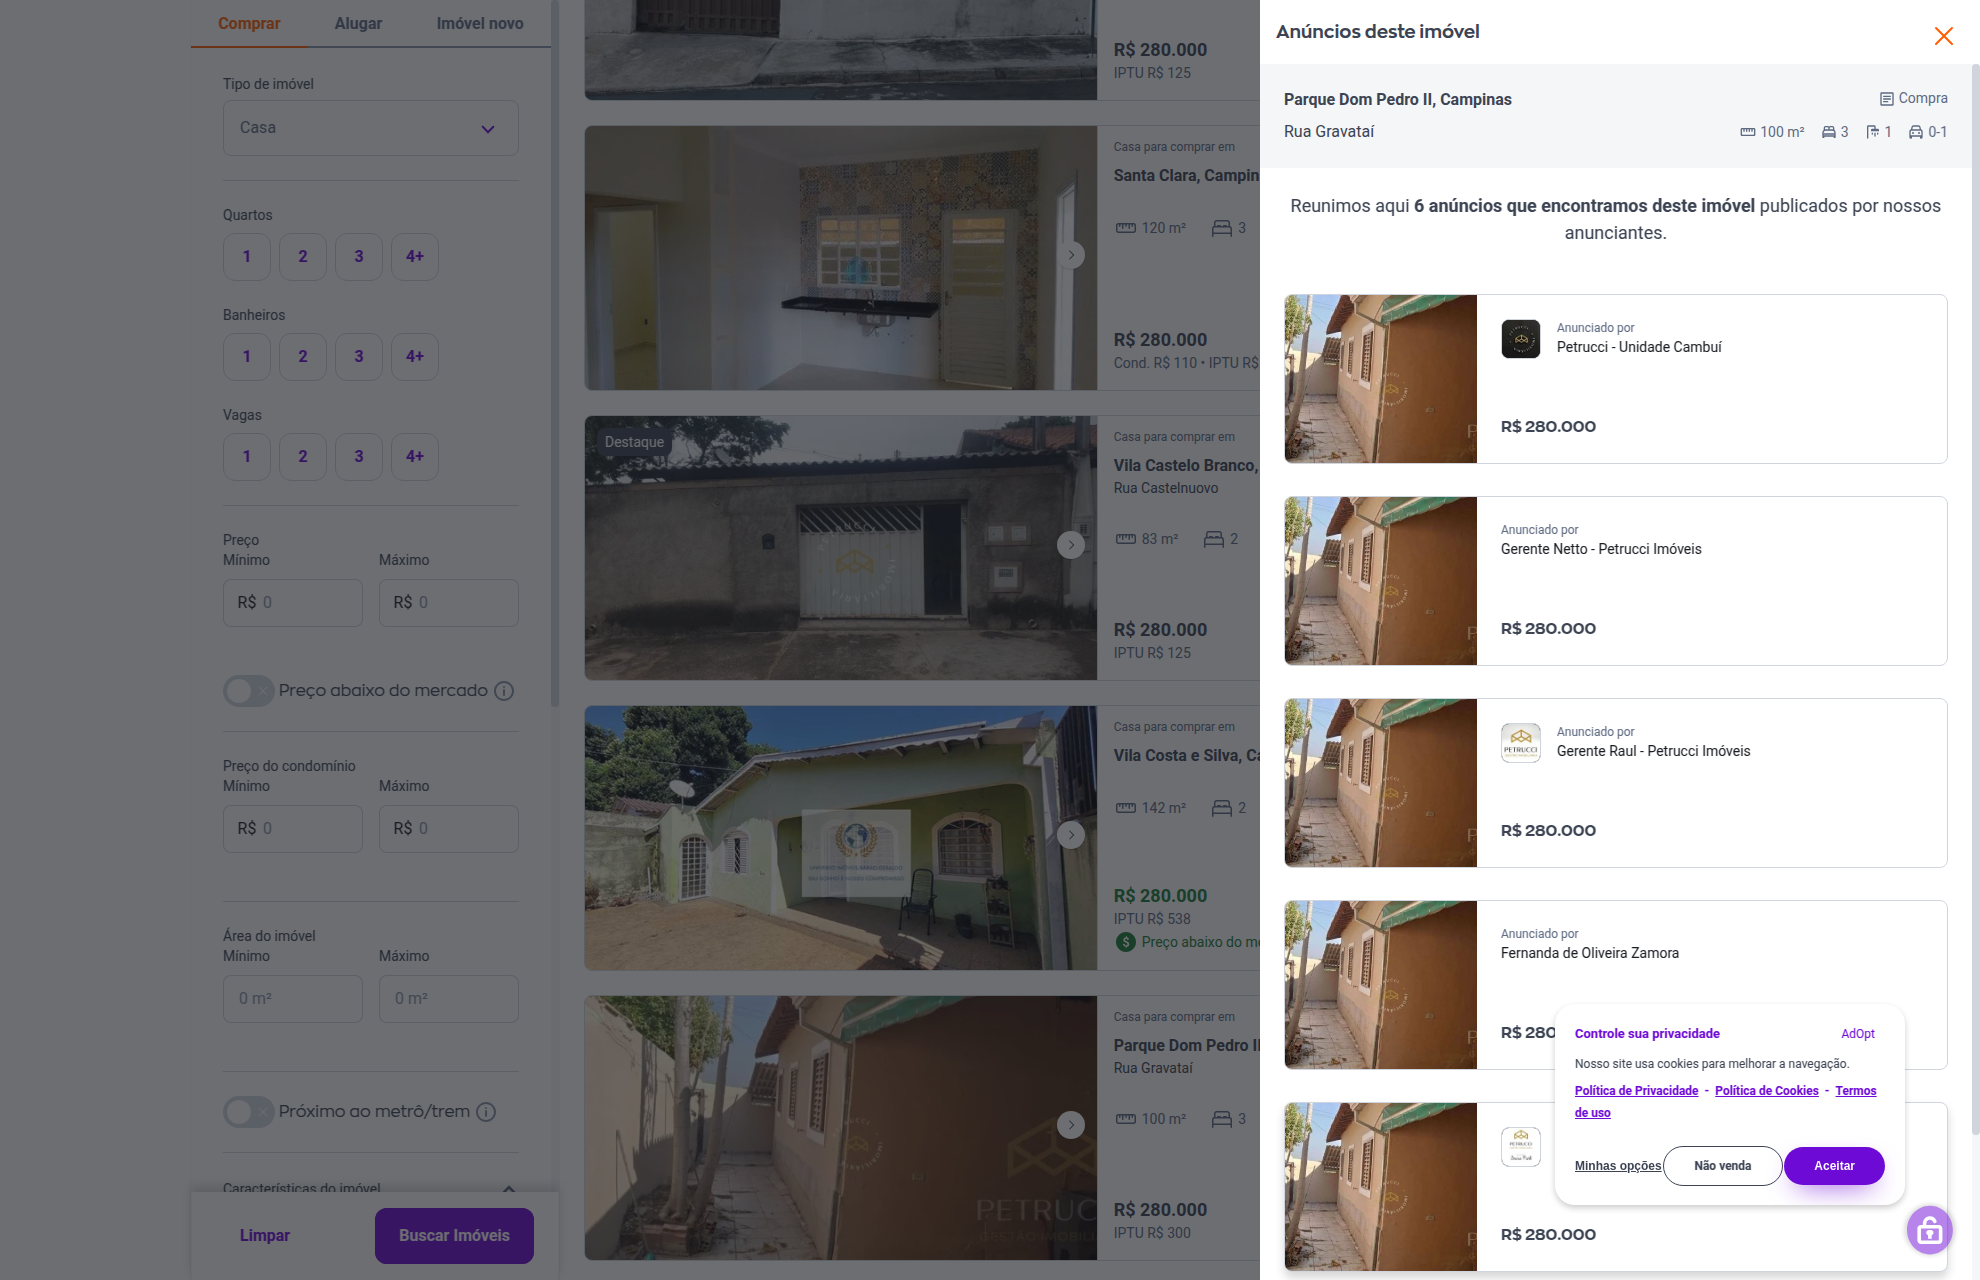 Comprar
Alugar
Imóvel novo
Tipo de imóvel
Casa
Quartos
1
2
3
4+
Banheiros
1
2
3
4+
Vagas
1
2
3
4+
Preço
Mínimo
Máximo
R$ 0
R$ 0
Preço abaixo do mercado
Preço do condomínio
Mínimo
Máximo
R$ 0
R$ 0
Área do imóvel
Mínimo
Máximo
0 m²
0 m²
Próximo ao metrô/trem
Características do imóvel
Limpar
Buscar Imóveis
R$ 280.000
IPTU R$ 125
Casa para comprar em
Santa Clara, Campin
120 m²
3
R$ 280.000
Cond. R$ 110 • IPTU R$
Destaque
Casa para comprar em
Vila Castelo Branco,
Rua Castelnuovo
83 m²
2
R$ 280.000
IPTU R$ 125
Casa para comprar em
Vila Costa e Silva, Ca
142 m²
2
R$ 280.000
IPTU R$ 538
Preço abaixo do me
Casa para comprar em
Parque Dom Pedro II
Rua Gravataí
100 m²
3
PETRUC
R$ 280.000
IPTU R$ 300
Anúncios deste imóvel
Parque Dom Pedro II, Campinas
Compra
Rua Gravataí
100 m²
3
1
0-1
Reunimos aqui 6 anúncios que encontramos deste imóvel publicados por nossos
anunciantes.
Anunciado por
Petrucci - Unidade Cambuí
R$ 280.000
Anunciado por
Gerente Netto - Petrucci Imóveis
R$ 280.000
PETRUCCI
Anunciado por
Gerente Raul - Petrucci Imóveis
R$ 280.000
Anunciado por
Fernanda de Oliveira Zamora
R$ 280
PETRUCCI
R$ 280.000
Controle sua privacidade
AdOpt
Nosso site usa cookies para melhorar a navegação.
Política de Privacidade - Política de Cookies - Termos
de uso
Minhas opções
Não venda
Aceitar